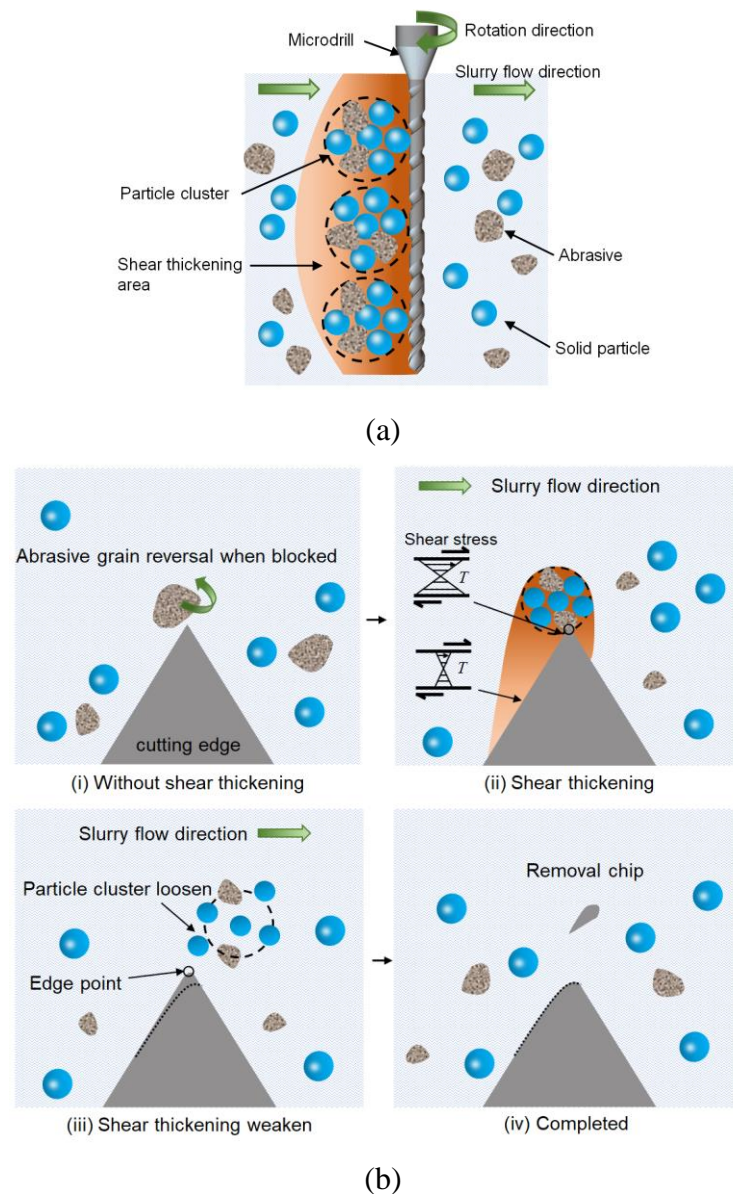 Microdrill
Rotation direction
Slurry flow direction
Particle cluster
Shear thickening
area
Abrasive
Solid particle
(a)
Abrasive grain reversal when blocked
cutting edge
(i) Without shear thickening
Slurry flow direction
Shear stress
T
T
(ii) Shear thickening
Slurry flow direction
Particle cluster loosen
Edge point
(iii) Shear thickening weaken
Removal chip
(iv) Completed
(b)